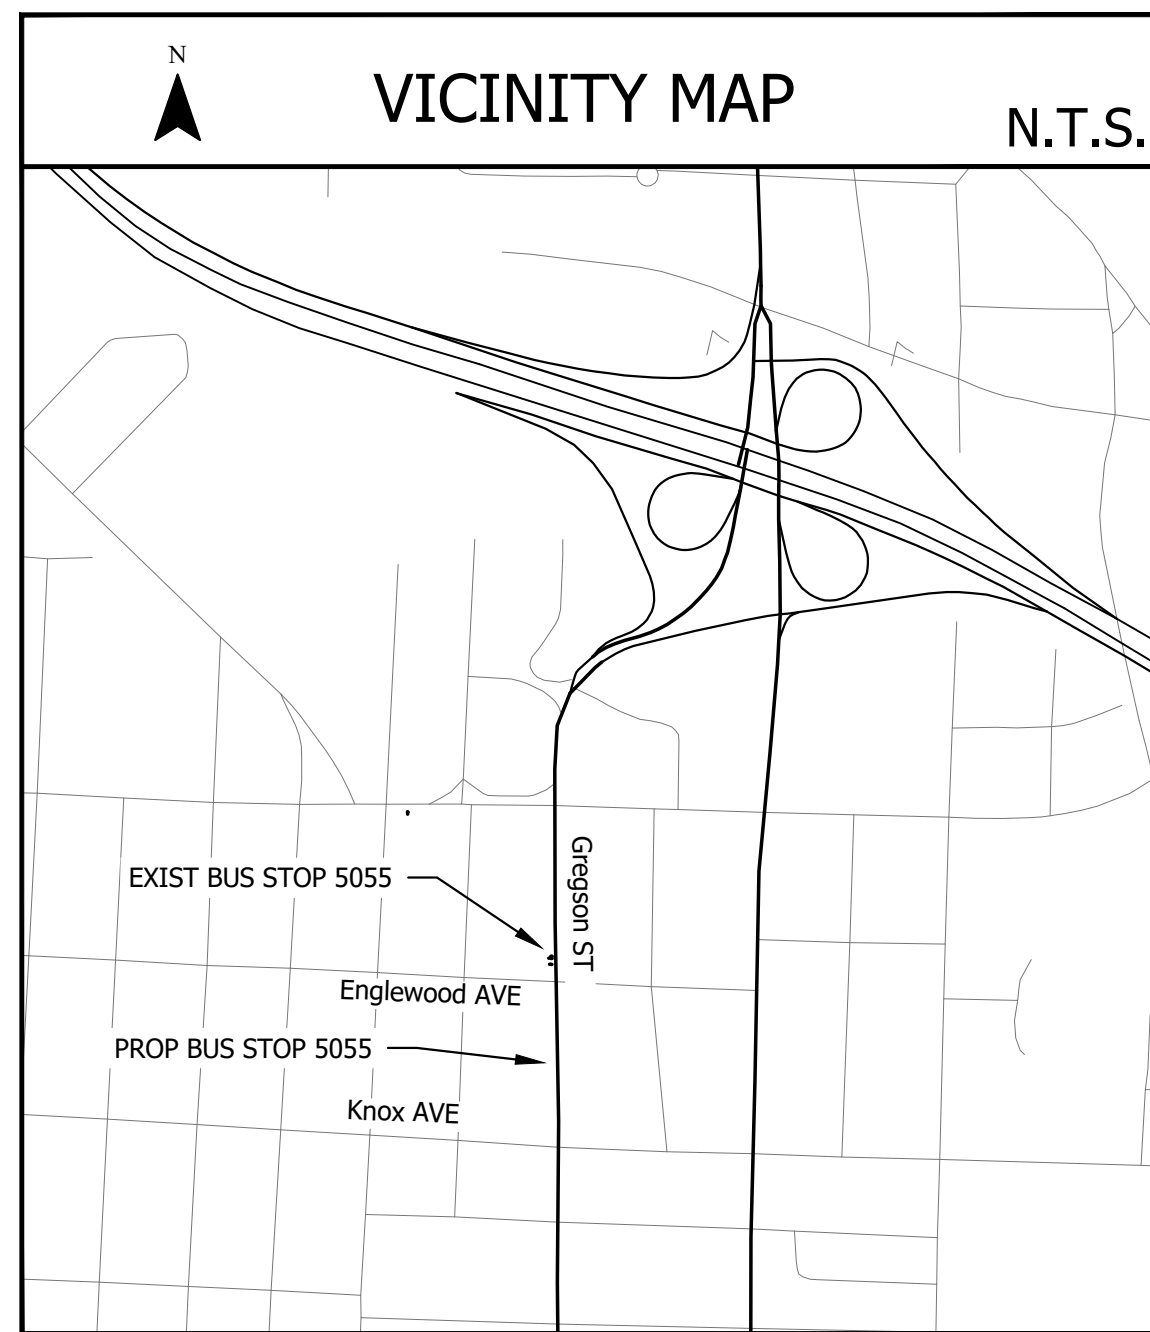 N
VICINITY MAP
N.T.S.
Gregson ST
EXIST BUS STOP 5055
Englewood AVE
PROP BUS STOP 5055
Knox AVE